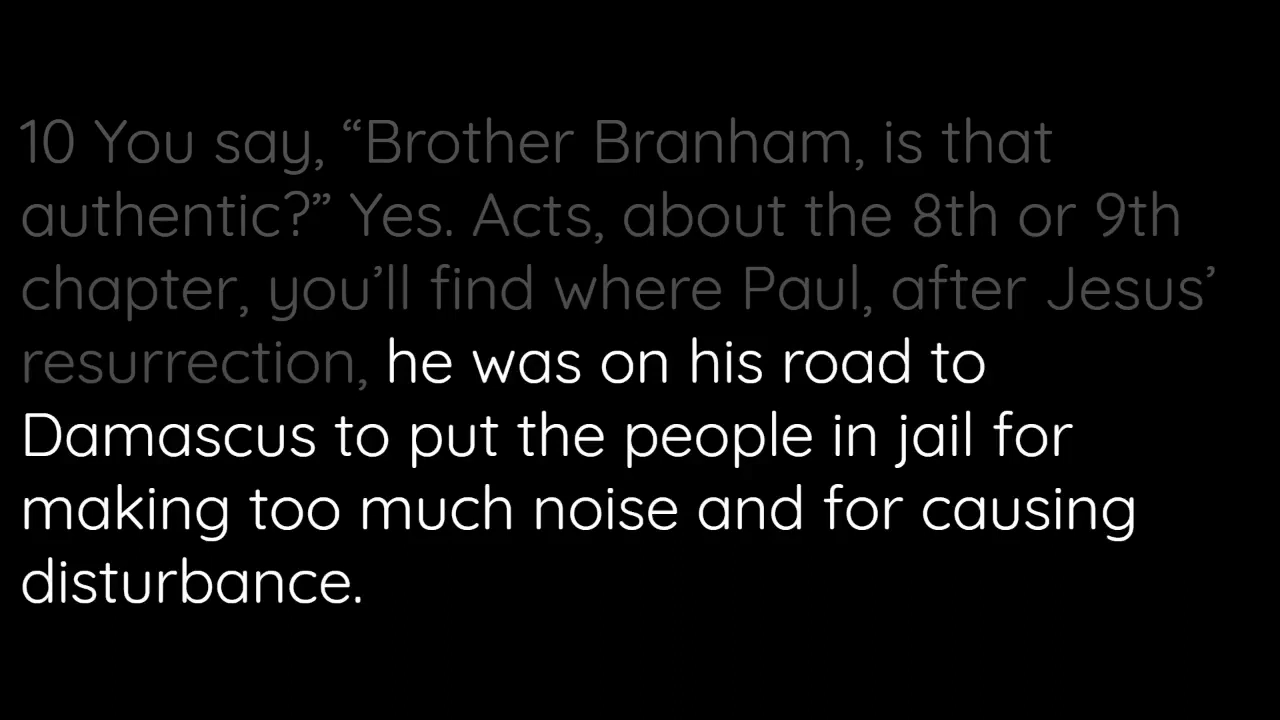 10 You say, “Brother Branham, is that
authentic?” Yes. Acts, about the 8th or 9th
chapter, you’ll find where Paul, after Jesus’
resurrection, he was on his road to
Damascus to put the people in jail for
making too much noise and for causing
disturbance.